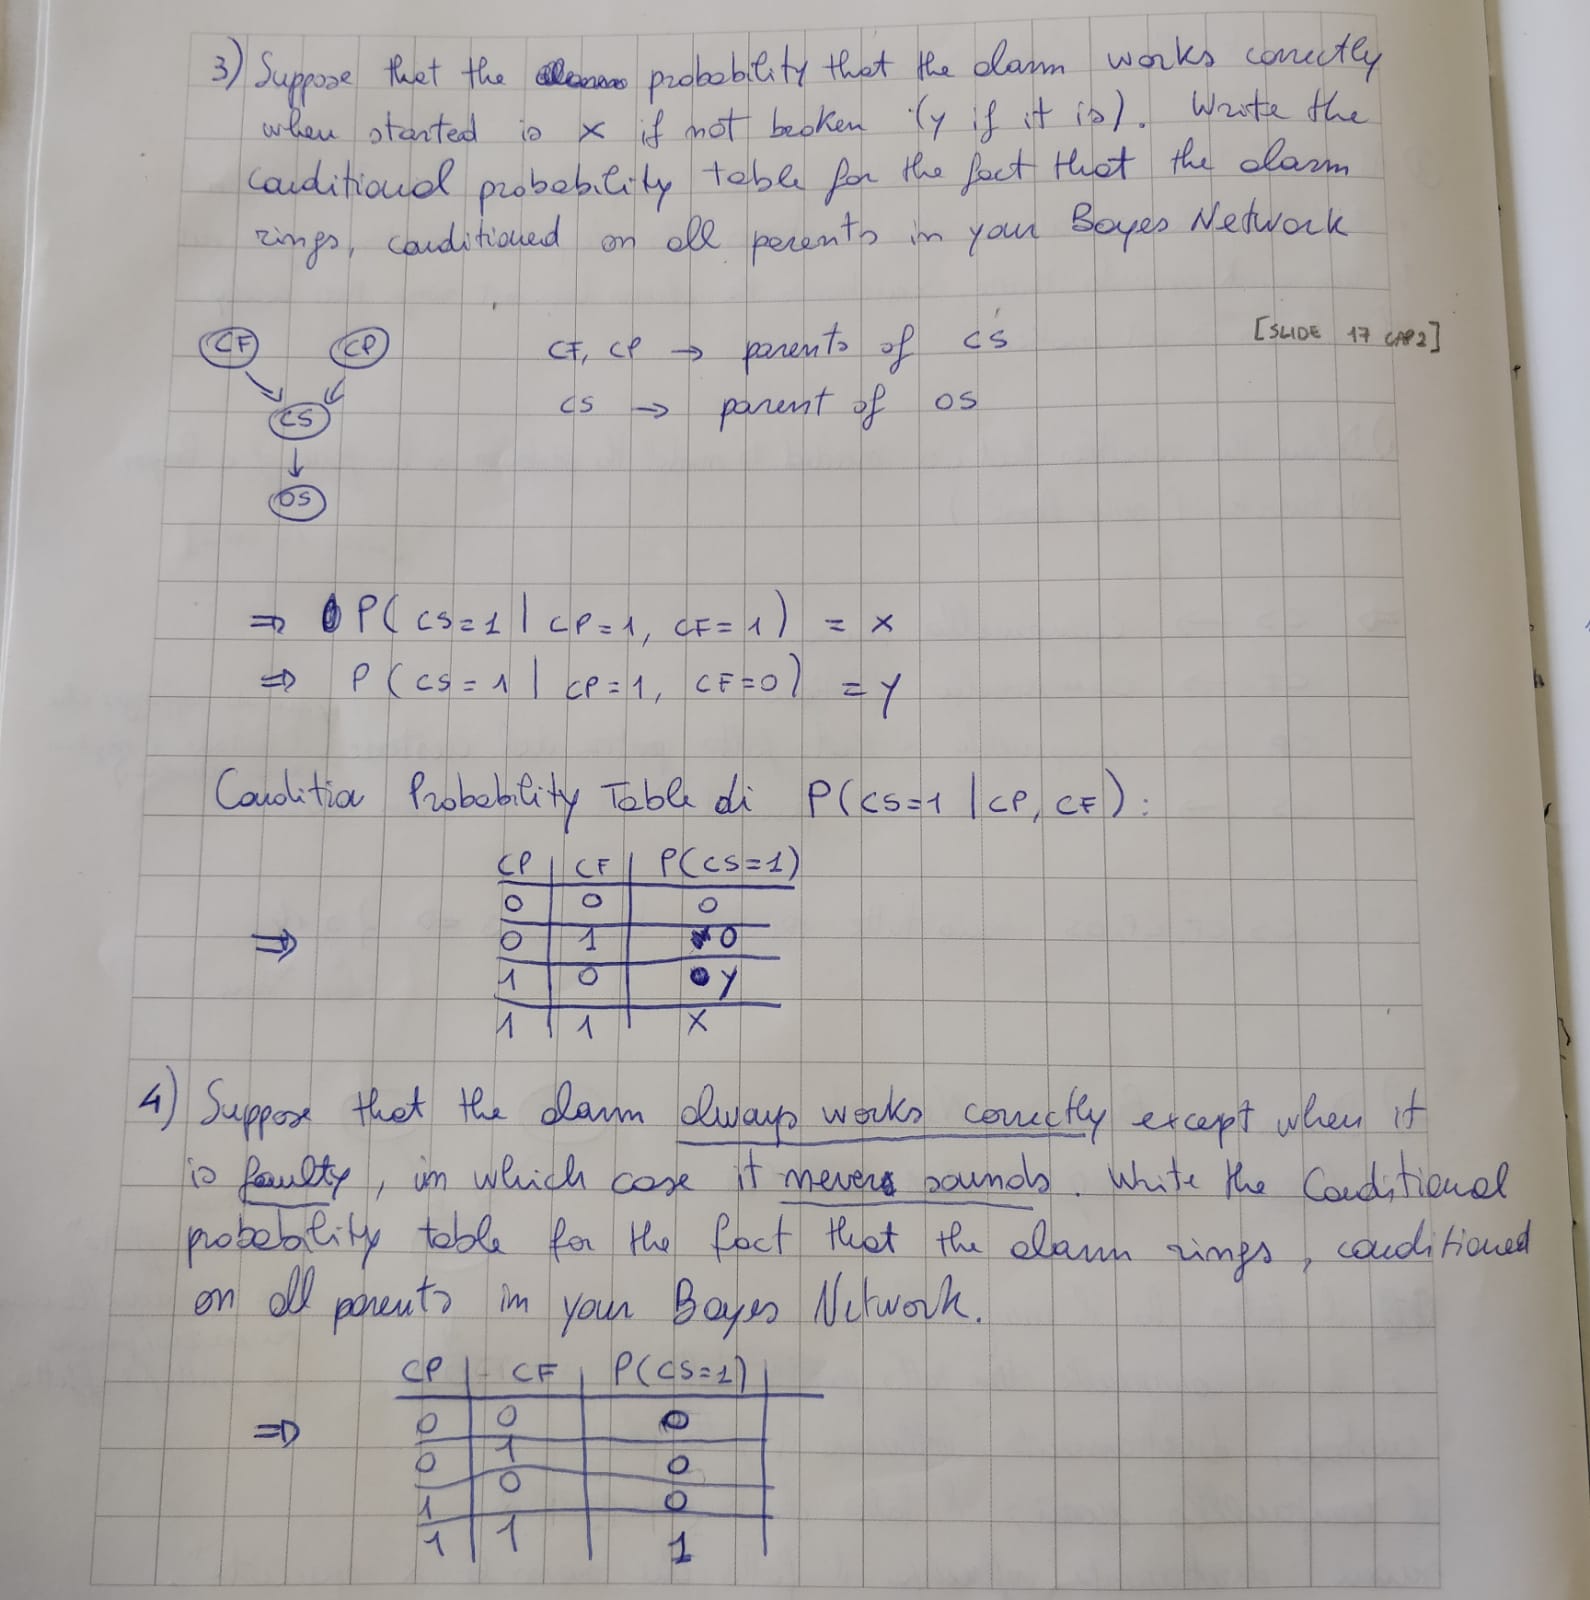 3) Suppose that the probability that the alarm works correctly
when started is x if not broken (y if it is). Write the
conditional probability table for the fact that the alarm
rings, conditioned on all parents in your Bayes Network
CF CP CF, CP → parents of CS [SLIDE 17 CAP2]
CS CS → parent of OS
OS
⇒ P(CS=1 | CP=1, CF=1) = x
⇒ P(CS=1 | CP=1, CF=0) = y
Condition Probability Table di P(CS=1 | CP, CF):
CP | CF | P(CS=1)
0 | 0 | 0
⇒ 0 | 1 | 0
1 | 0 | y
1 | 1 | x
4) Suppose that the alarm always works correctly except when it
is faulty, in which case it never sounds. Write the Conditional
probability table for the fact that the alarm rings, conditioned
on all parents in your Bayes Network.
CP | CF | P(CS=1) |
⇒ 0 | 0 | 0
0 | 1 | 0
1 | 0 | 0
1 | 1 | 1